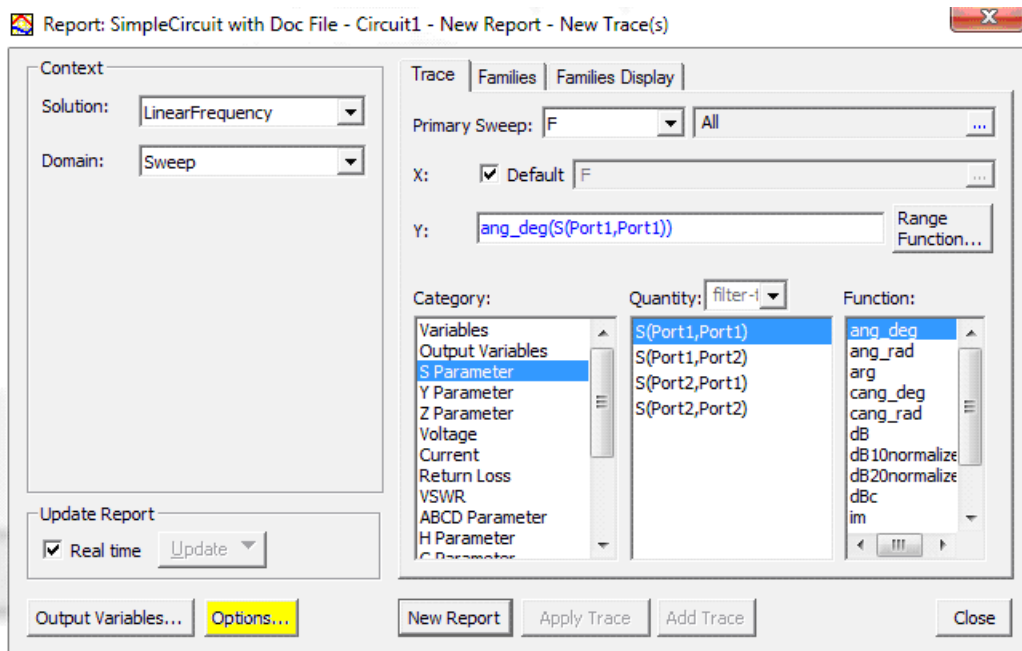 Report: SimpleCircuit with Doc File - Circuit1 - New Report - New Trace(s)
Context
Solution: LinearFrequency
Domain: Sweep
Update Report
Real time Update
Output Variables... Options...
Trace Families Families Display
Primary Sweep: F All ...
X: Default F ...
Y: ang_deg(S(Port1,Port1)) Range
Function...
Category:
Variables
Output Variables
S Parameter
Y Parameter
Z Parameter
Voltage
Current
Return Loss
VSWR
ABCD Parameter
H Parameter
Quantity: filter-t
S(Port1,Port1)
S(Port1,Port2)
S(Port2,Port1)
S(Port2,Port2)
Function:
ang_deg
ang_rad
arg
cang_deg
cang_rad
dB
dB10normalize
dB20normalize
dBc
im
New Report Apply Trace Add Trace Close